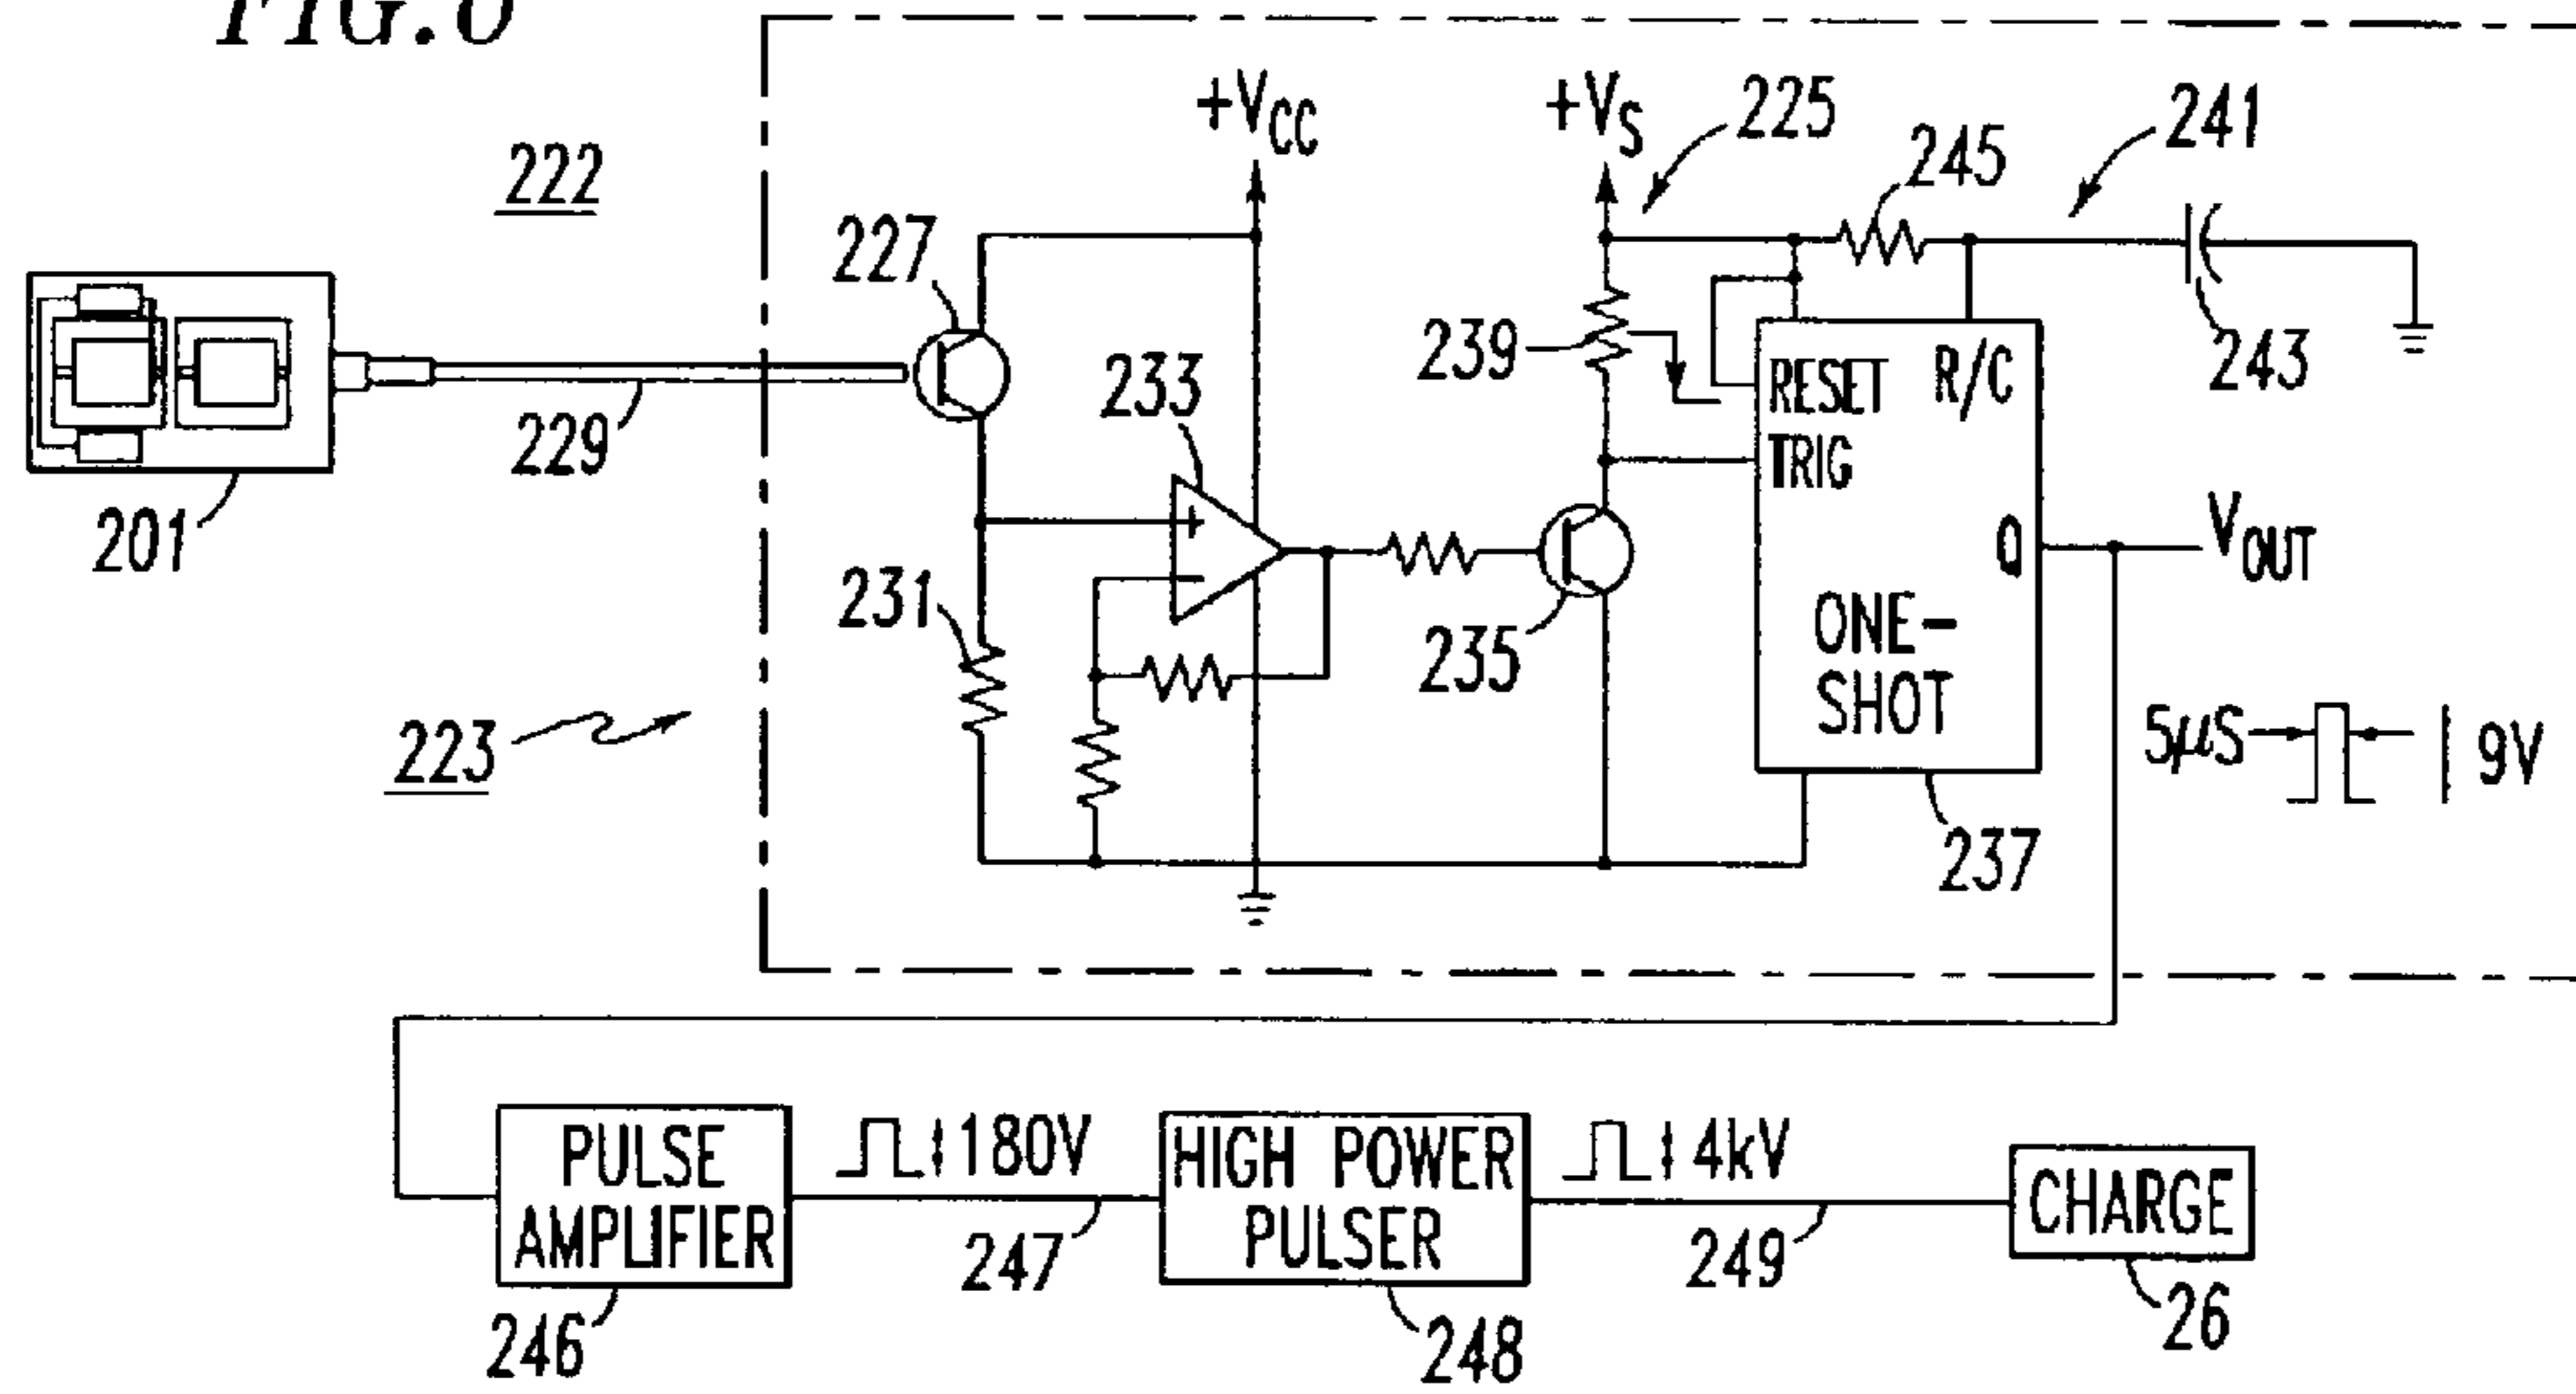 FIG. 6
222
+VCC
+VS
225
245
241
227
201
229
233
239
243
RESET
R/C
TRIG
Q
VOUT
231
235
ONE-
SHOT
223
5µS
9V
237
PULSE
AMPLIFIER
180V
HIGH POWER
PULSER
4kV
CHARGE
247
249
246
248
26